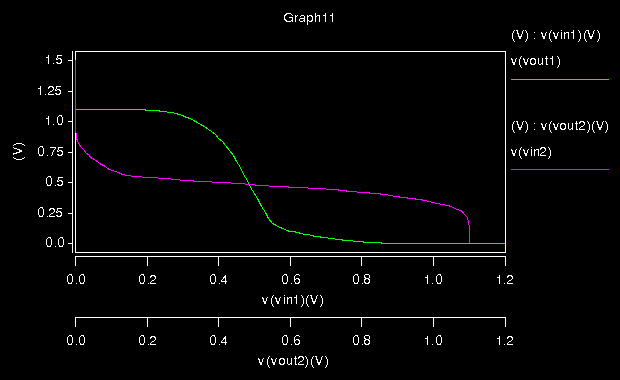 Graph11
(V) : v(vin1)(V)
v(vout1)
(V) : v(vout2)(V)
v(vin2)
(V)
1.5
1.25
1.0
0.75
0.5
0.25
0.0
0.0 0.2 0.4 0.6 0.8 1.0 1.2
v(vin1)(V)
0.0 0.2 0.4 0.6 0.8 1.0 1.2
v(vout2)(V)